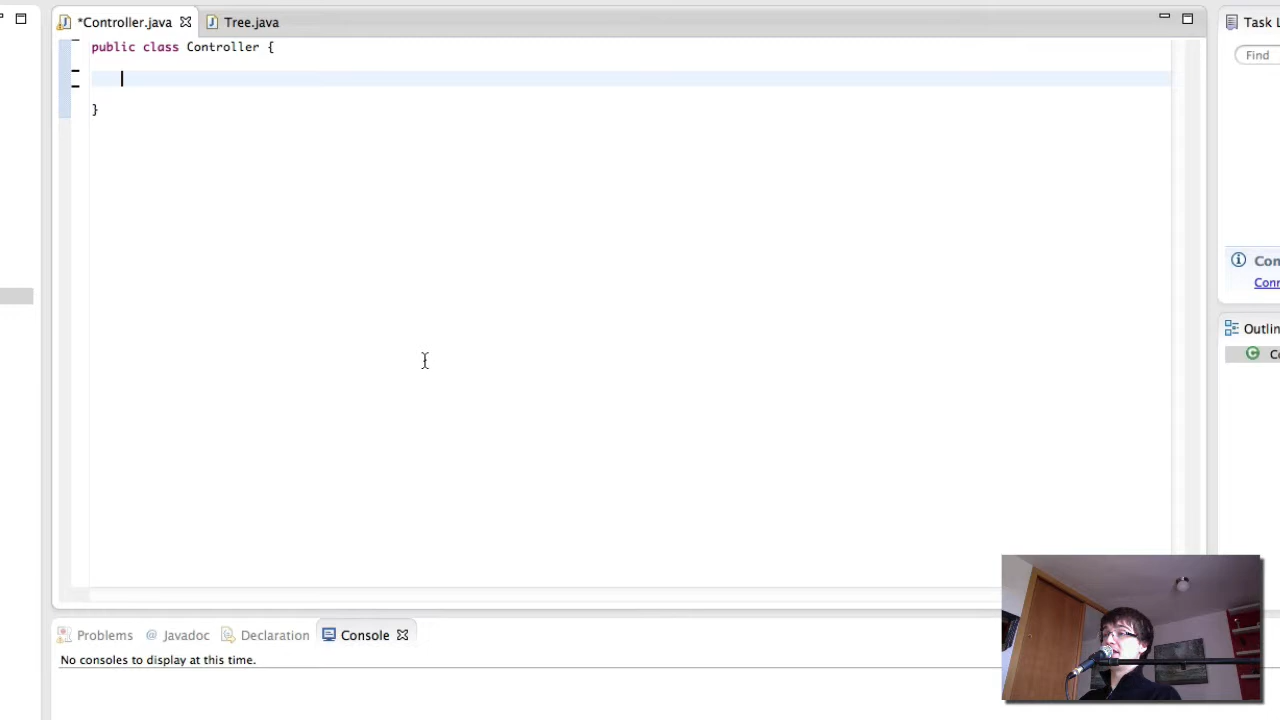 *Controller.java
Tree.java
public class Controller {
}
Task L
Find
Con
Conn
Outlin
Co
Problems
@ Javadoc
Declaration
Console
No consoles to display at this time.